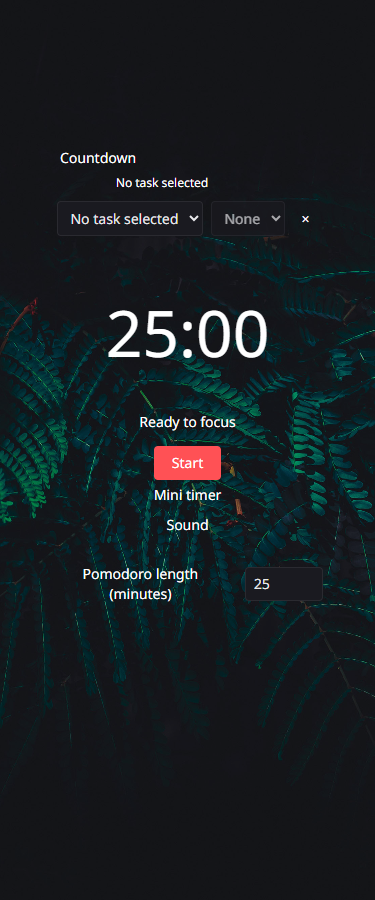 Countdown
No task selected
No task selected None ×
25:00
Ready to focus
Start
Mini timer
Sound
Pomodoro length
(minutes)
25